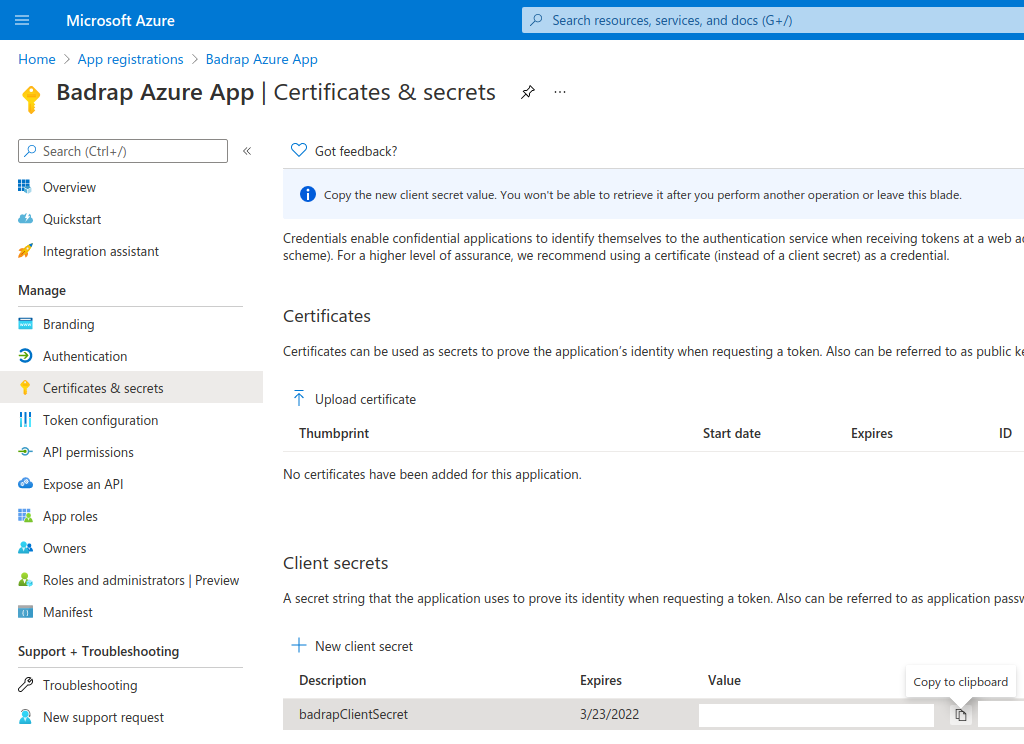 Microsoft Azure
Search resources, services, and docs (G+/)
Home > App registrations > Badrap Azure App
Badrap Azure App | Certificates & secrets
Search (Ctrl+/)
Overview
Quickstart
Integration assistant
Manage
Branding
Authentication
Certificates & secrets
Token configuration
API permissions
Expose an API
App roles
Owners
Roles and administrators | Preview
Manifest
Support + Troubleshooting
Troubleshooting
New support request
Got feedback?
Copy the new client secret value. You won't be able to retrieve it after you perform another operation or leave this blade.
Credentials enable confidential applications to identify themselves to the authentication service when receiving tokens at a web
scheme). For a higher level of assurance, we recommend using a certificate (instead of a client secret) as a credential.
Certificates
Certificates can be used as secrets to prove the application's identity when requesting a token. Also can be referred to as public
Upload certificate
Thumbprint Start date Expires ID
No certificates have been added for this application.
Client secrets
A secret string that the application uses to prove its identity when requesting a token. Also can be referred to as application
New client secret
Description Expires Value
Copy to clipboard
badrapClientSecret 3/23/2022